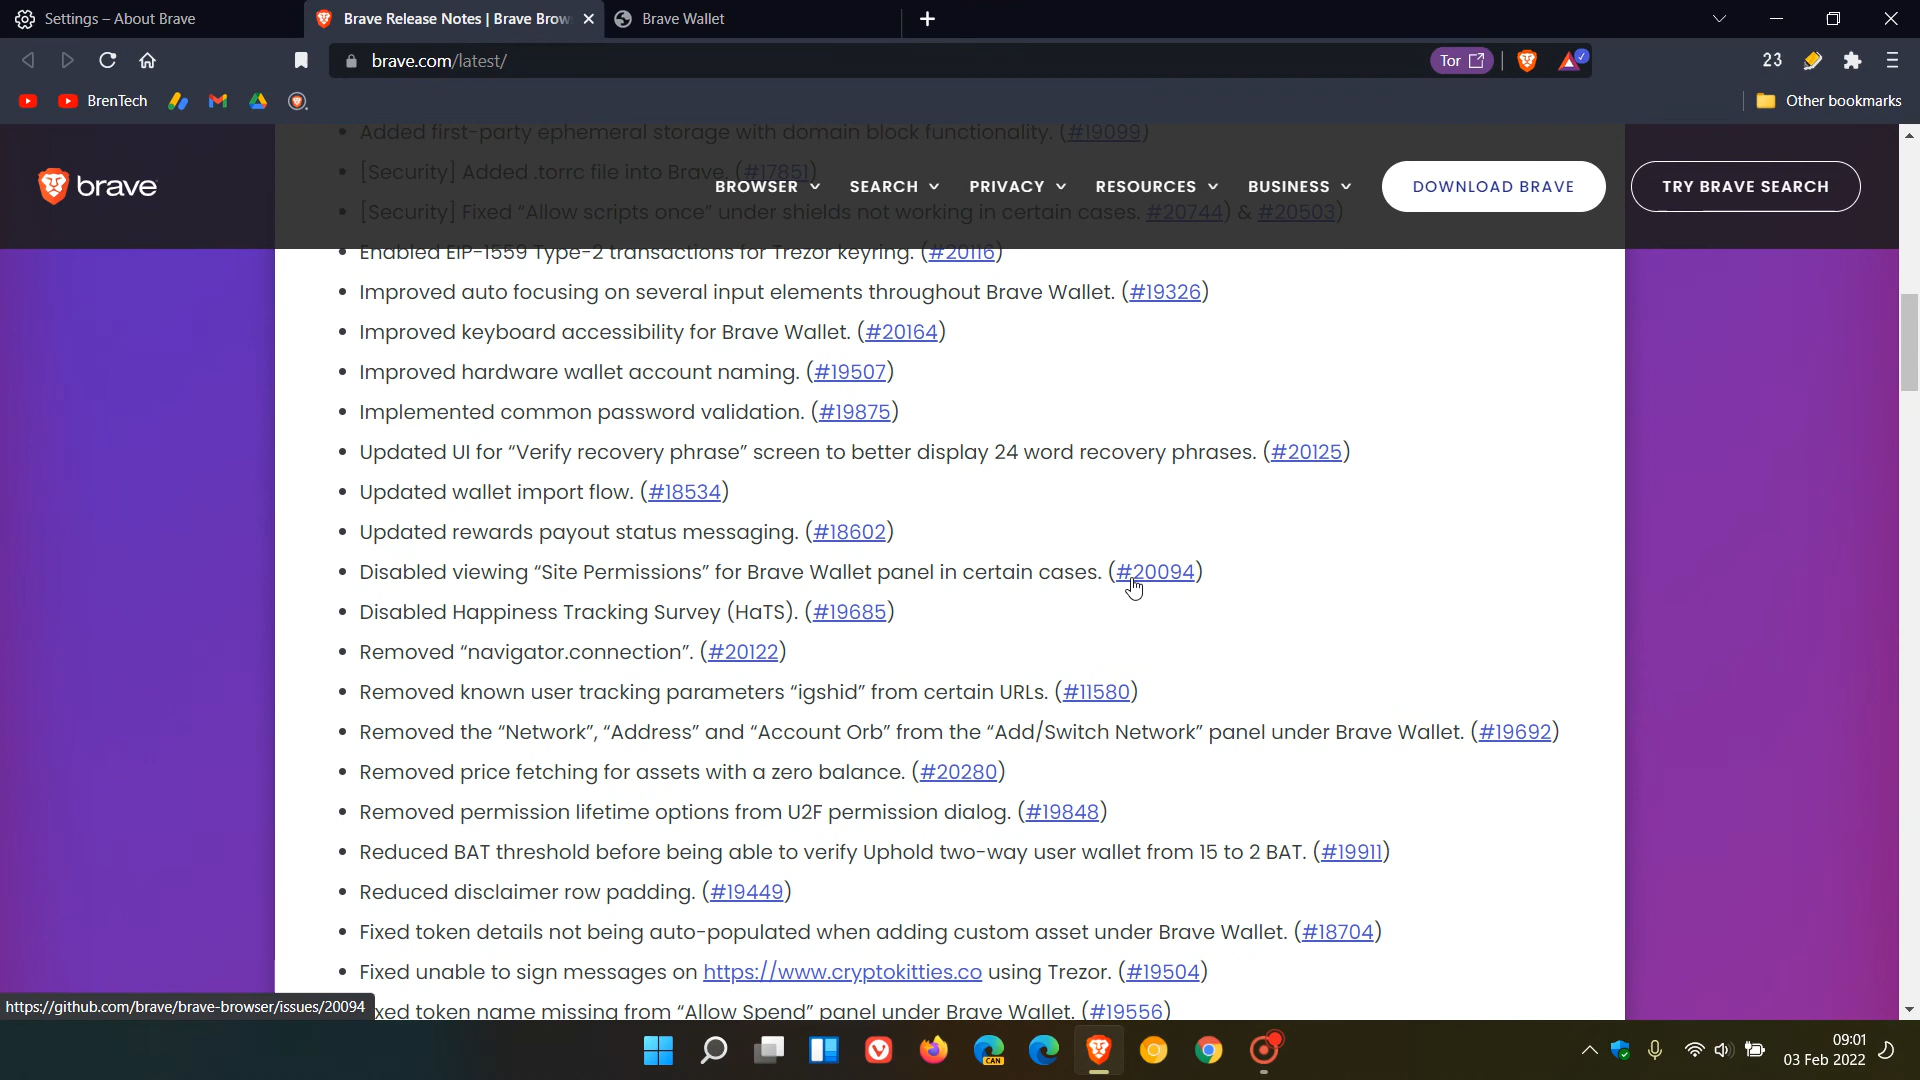 Settings – About Brave
Brave Release Notes | Brave Brow
Brave Wallet
brave.com/latest/
Tor
23
BrenTech
Other bookmarks
Added first-party ephemeral storage with domain block functionality. (#19099)
[Security] Added .torrc file into Brave. (#17851)
brave
BROWSER
SEARCH
PRIVACY
RESOURCES
BUSINESS
DOWNLOAD BRAVE
TRY BRAVE SEARCH
[Security] Fixed “Allow scripts once” under shields not working in certain cases. #20744) & #20503)
Enabled EIP-1559 Type-2 transactions for Trezor keyring. (#20116)
Improved auto focusing on several input elements throughout Brave Wallet. (#19326)
Improved keyboard accessibility for Brave Wallet. (#20164)
Improved hardware wallet account naming. (#19507)
Implemented common password validation. (#19875)
Updated UI for “Verify recovery phrase” screen to better display 24 word recovery phrases. (#20125)
Updated wallet import flow. (#18534)
Updated rewards payout status messaging. (#18602)
Disabled viewing “Site Permissions” for Brave Wallet panel in certain cases. (#20094)
Disabled Happiness Tracking Survey (HaTS). (#19685)
Removed “navigator.connection”. (#20122)
Removed known user tracking parameters “igshid” from certain URLs. (#11580)
Removed the “Network”, “Address” and “Account Orb” from the “Add/Switch Network” panel under Brave Wallet. (#19692)
Removed price fetching for assets with a zero balance. (#20280)
Removed permission lifetime options from U2F permission dialog. (#19848)
Reduced BAT threshold before being able to verify Uphold two-way user wallet from 15 to 2 BAT. (#19911)
Reduced disclaimer row padding. (#19449)
Fixed token details not being auto-populated when adding custom asset under Brave Wallet. (#18704)
Fixed unable to sign messages on https://www.cryptokitties.co using Trezor. (#19504)
https://github.com/brave/brave-browser/issues/20094
xed token name missing from “Allow Spend” panel under Brave Wallet. (#19556)
CAN
09:01
03 Feb 2022